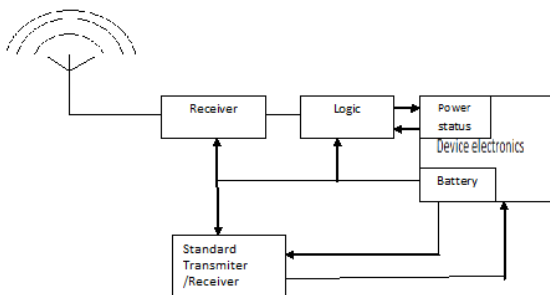 Receiver
Logic
Power
status
Device electronics
Battery
Standard
Transmiter
/Receiver